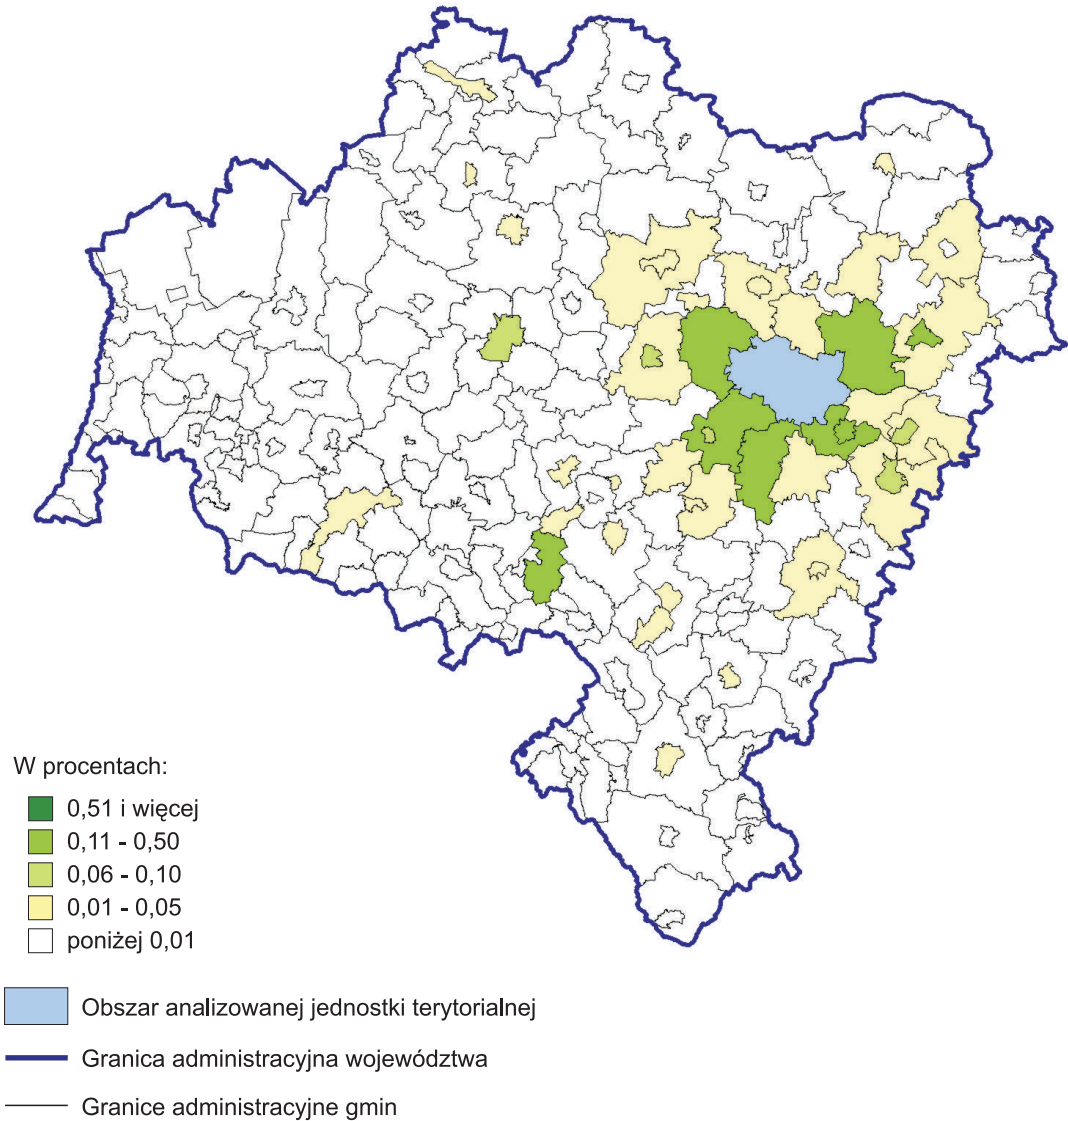 W procentach:
0,51 i więcej
0,11 - 0,50
0,06 - 0,10
0,01 - 0,05
poniżej 0,01
Obszar analizowanej jednostki terytorialnej
Granica administracyjna województwa
Granice administracyjne gmin